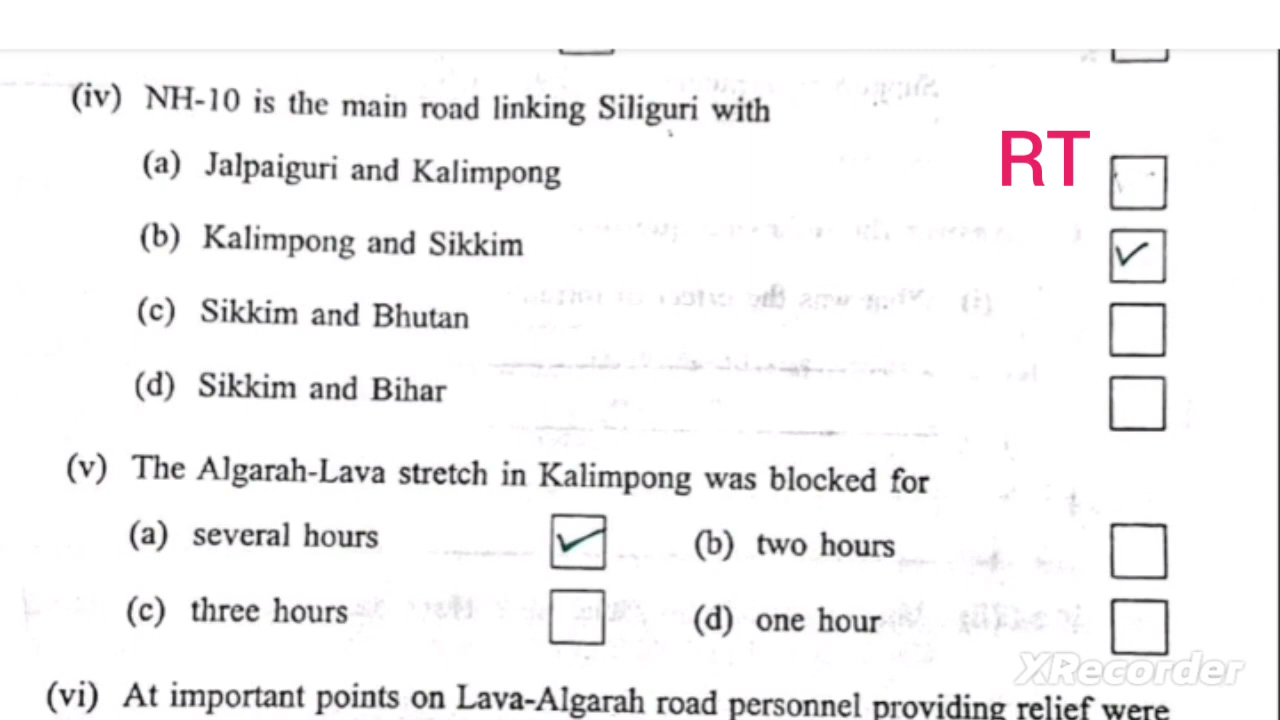 (iv) NH-10 is the main road linking Siliguri with
RT
(a) Jalpaiguri and Kalimpong
(b) Kalimpong and Sikkim
(c) Sikkim and Bhutan
(d) Sikkim and Bihar
(v) The Algarah-Lava stretch in Kalimpong was blocked for
(a) several hours (b) two hours
(c) three hours (d) one hour
XRecorder
(vi) At important points on Lava-Algarah road personnel providing relief were